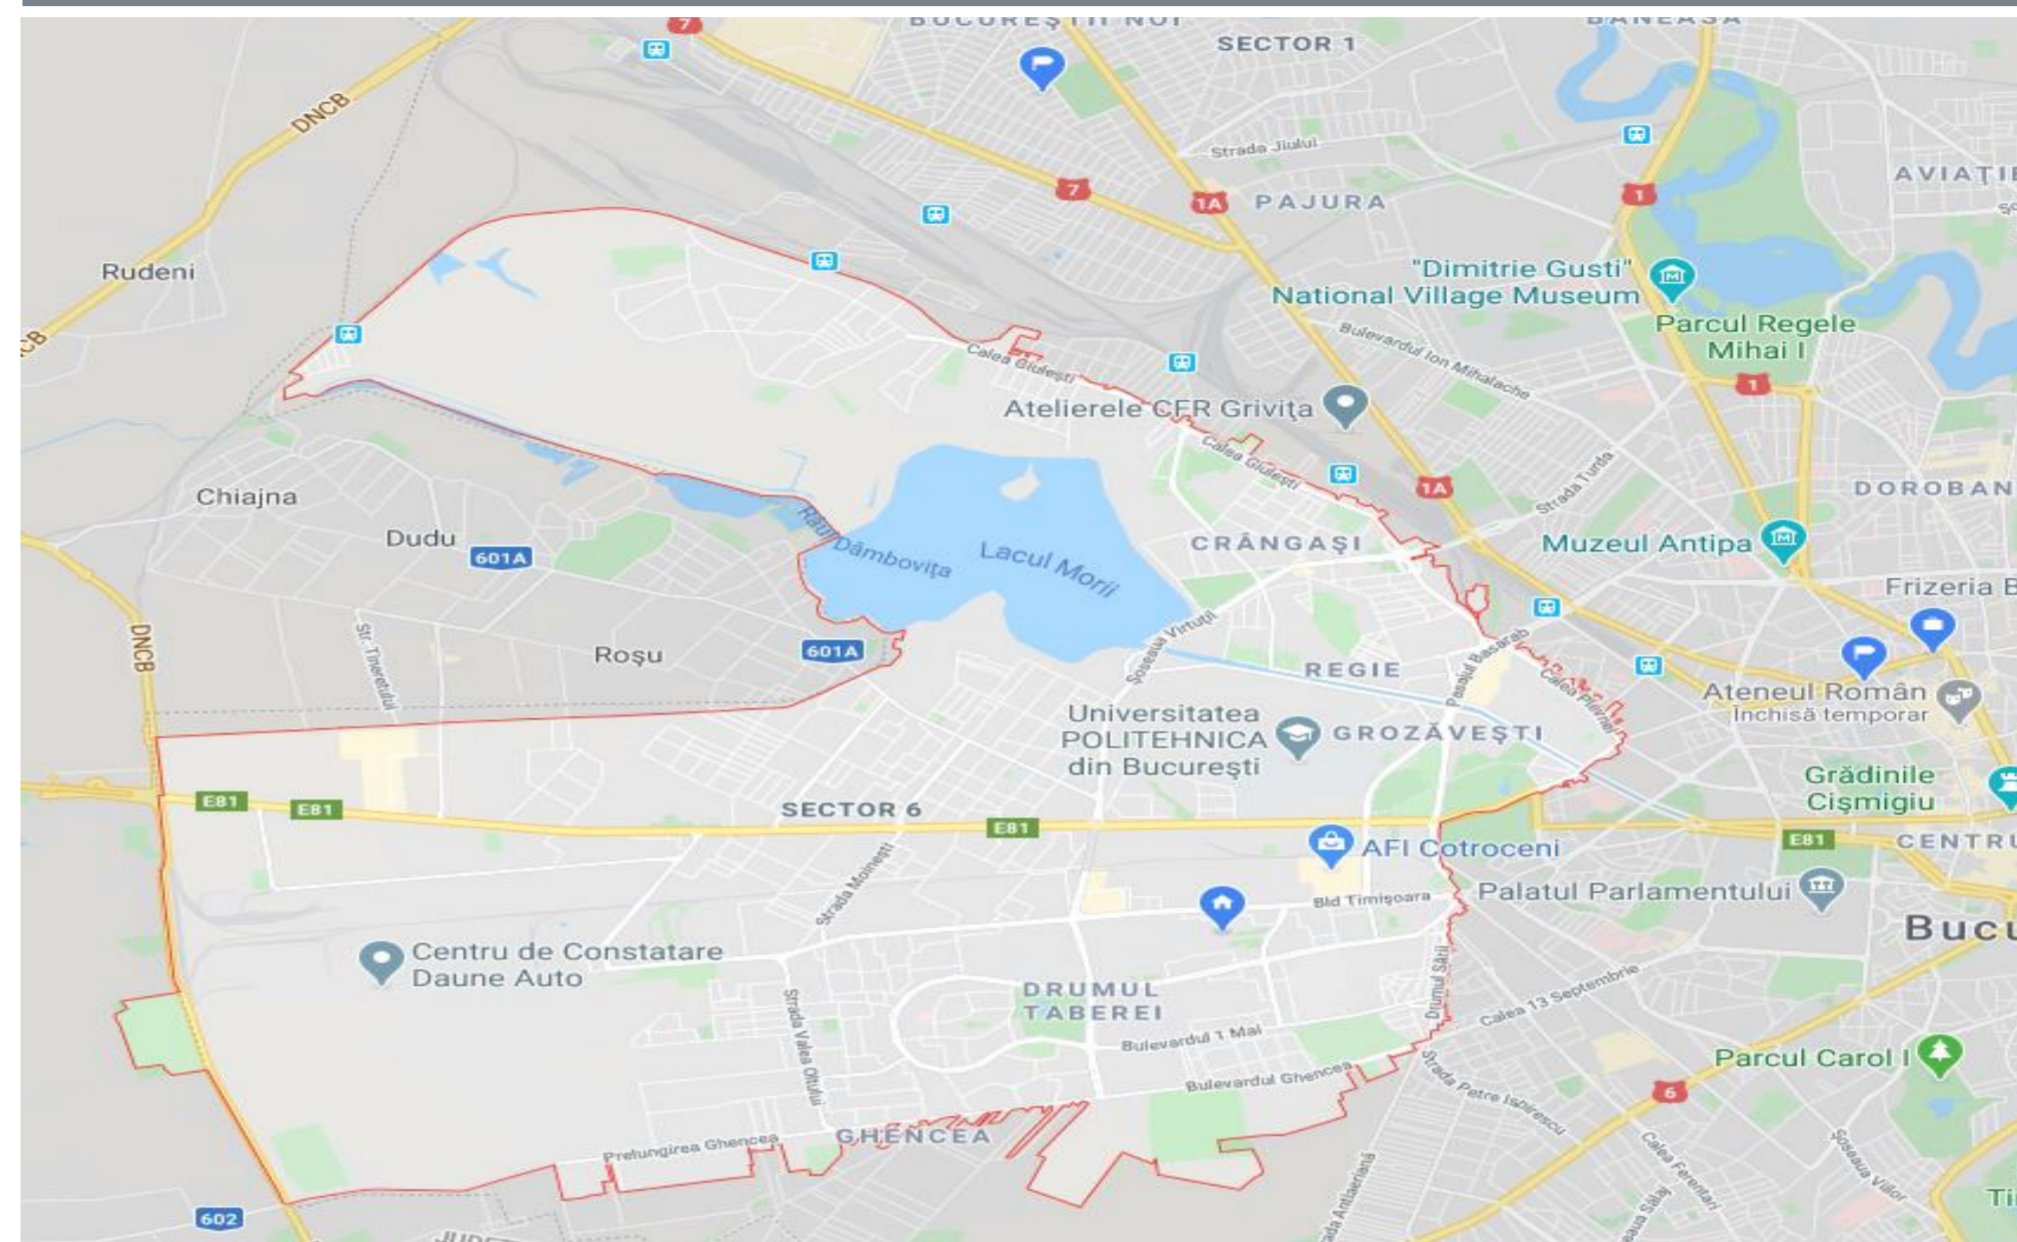 BUCUREȘTII NOI
BĂNEASA
7
SECTOR 1
DNCB
Strada Jiului
7
1A
PAJURA
1
AVIAȚIE
Rudeni
"Dimitrie Gusti"
National Village Museum
Parcul Regele
Mihai I
Bulevardul Ion Mihalache
Calea Giulești
1
Atelierele CFR Grivița
Calea Giulești
Strada Turda
1A
DOROBAN
Chiajna
Dudu
601A
Râul Dâmbovița
Lacul Morii
CRÂNGAȘI
Muzeul Antipa
Frizeria B
DNCB
Str. Tineretului
Roșu
601A
Șoseaua Virtuții
REGIE
Pasajul Basarab
Calea Plevnei
Ateneul Român
Închisă temporar
Universitatea
POLITEHNICA
din București
GROZĂVEȘTI
Grădinile
Cișmigiu
E81
E81
SECTOR 6
E81
E81
CENTRU
AFI Cotroceni
Strada Moinești
Bld Timișoara
Palatul Parlamentului
Bucu
Centru de Constatare
Daune Auto
DRUMUL
TABEREI
Drumul Sării
Calea 13 Septembrie
Strada Valea Oltului
Bulevardul 1 Mai
Bulevardul Ghencea
Strada Petre Ispirescu
Parcul Carol I
6
Prelungirea Ghencea
GHENCEA
Calea Ferentari
Șoseaua Viilor
602
Ti